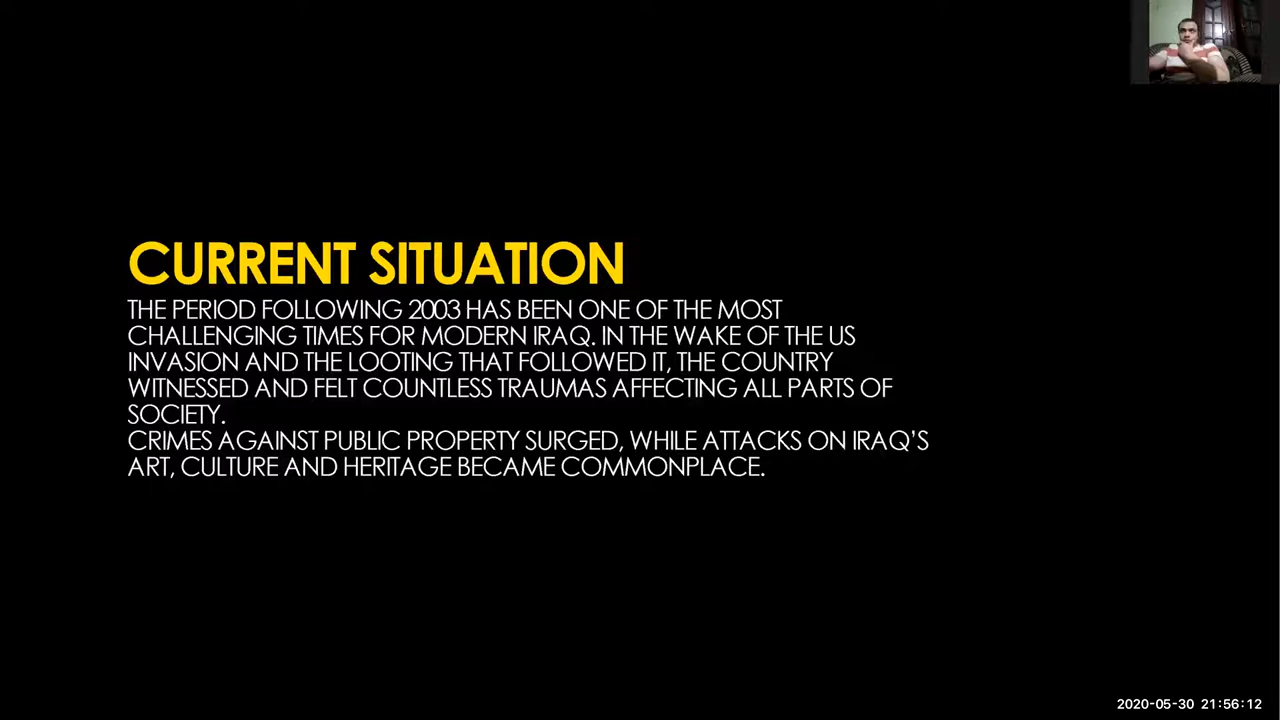 CURRENT SITUATION
THE PERIOD FOLLOWING 2003 HAS BEEN ONE OF THE MOST
CHALLENGING TIMES FOR MODERN IRAQ. IN THE WAKE OF THE US
INVASION AND THE LOOTING THAT FOLLOWED IT, THE COUNTRY
WITNESSED AND FELT COUNTLESS TRAUMAS AFFECTING ALL PARTS OF
SOCIETY.
CRIMES AGAINST PUBLIC PROPERTY SURGED, WHILE ATTACKS ON IRAQ’S
ART, CULTURE AND HERITAGE BECAME COMMONPLACE.
2020-05-30 21:56:12